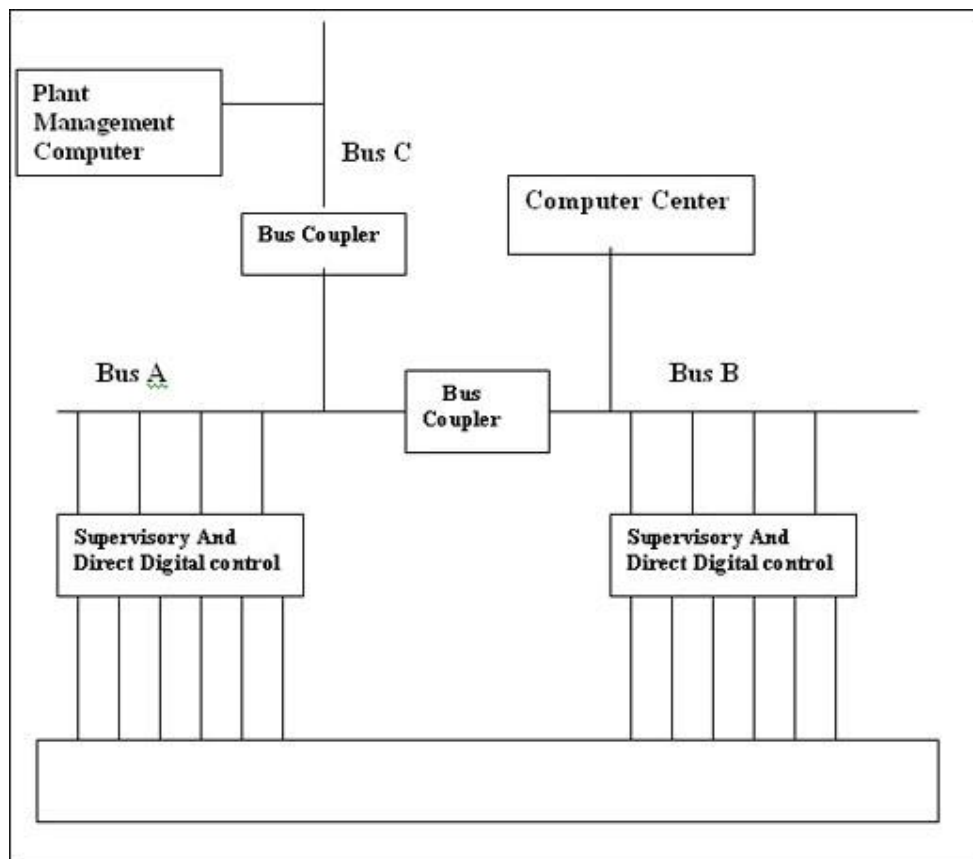 Plant
Management
Computer
Bus C
Computer Center
Bus Coupler
Bus A
Bus B
Bus
Coupler
Supervisory And
Direct Digital control
Supervisory And
Direct Digital control